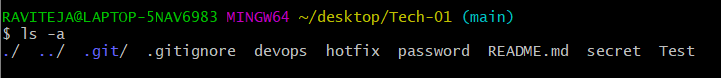 RAVITEJA@LAPTOP-5NAV6983 MINGW64 ~/desktop/Tech-01 (main)
$ ls -a
./  ../  .git/  .gitignore  devops  hotfix  password  README.md  secret  Test